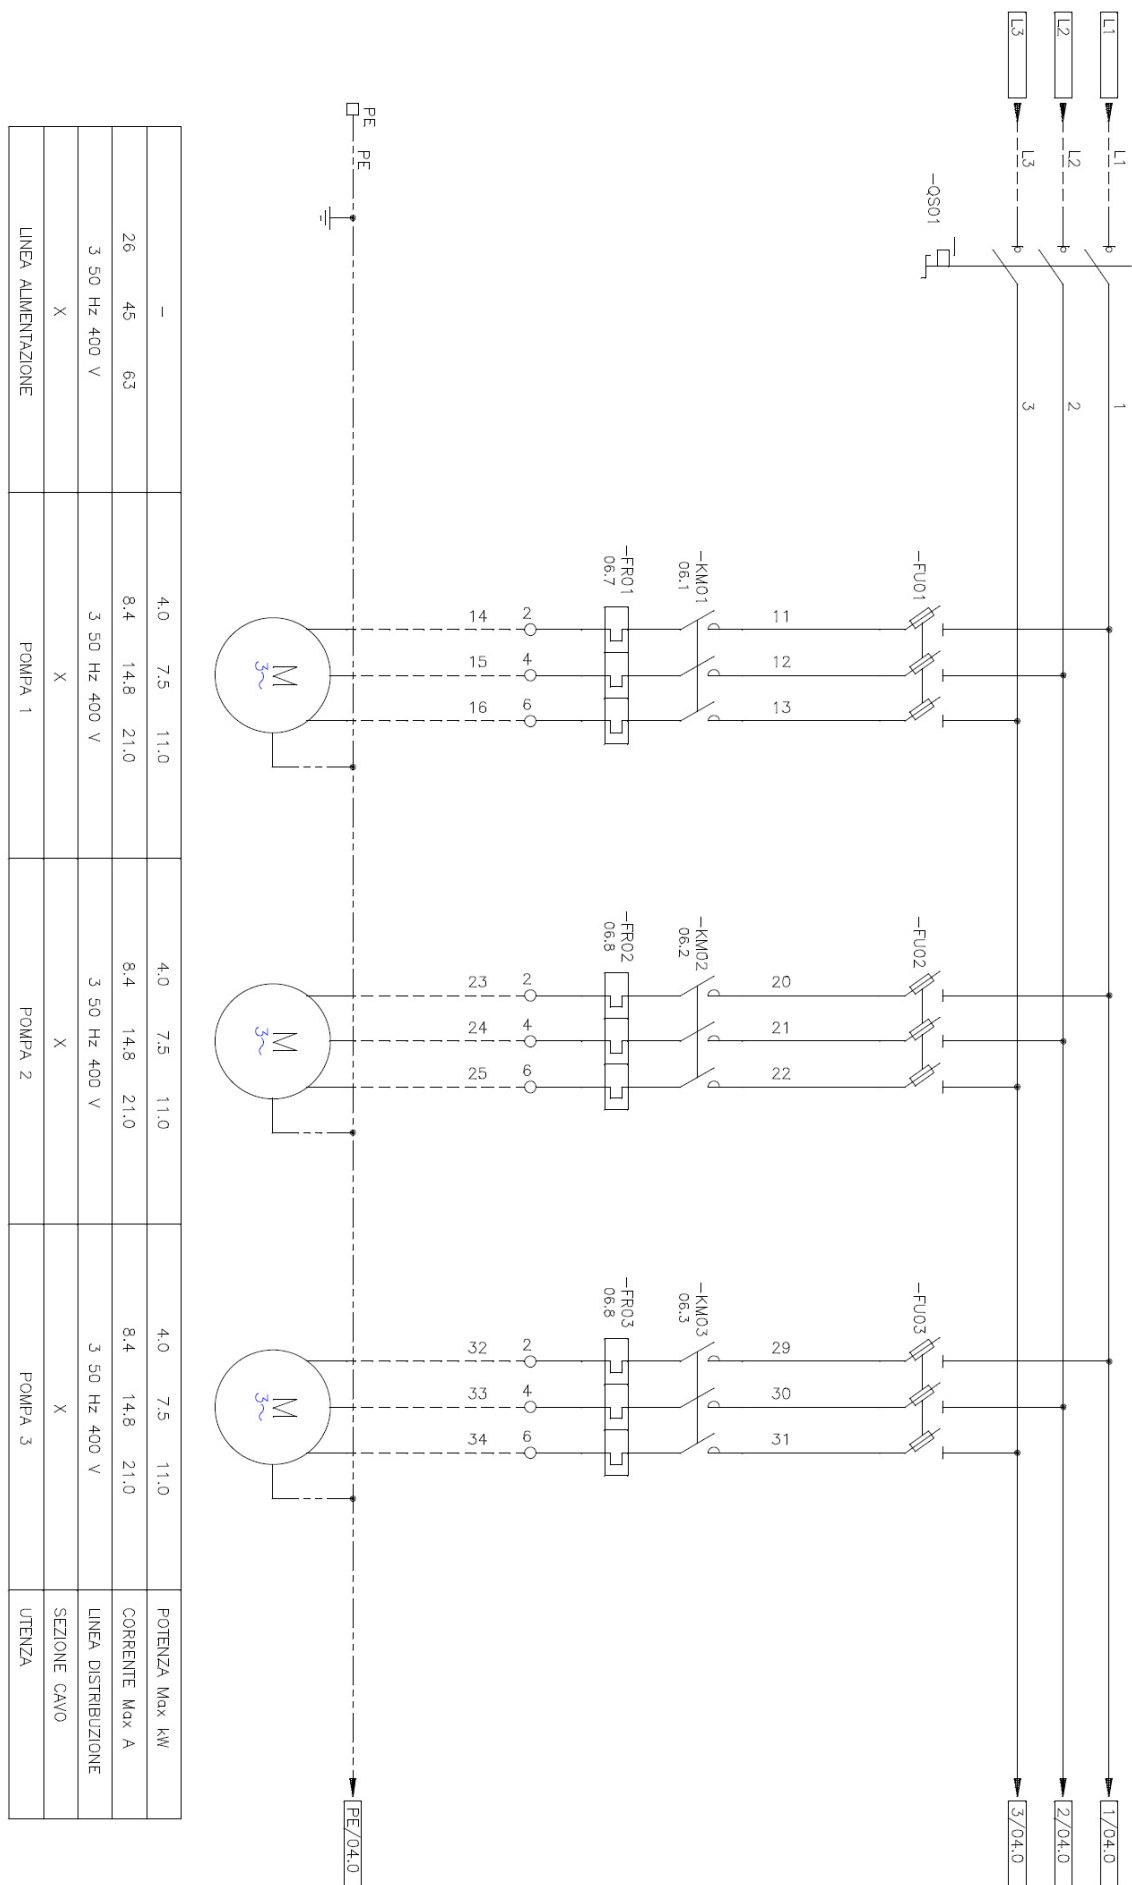 L1
L2
L3
L1
L2
L3
-QS01
1
2
3
PE
PE
-FU01
11
12
13
-KM01
06.1
-FR01
06.7
2
4
6
14
15
16
M
3~
-FU02
20
21
22
-KM02
06.2
-FR02
06.8
2
4
6
23
24
25
M
3~
-FU03
29
30
31
-KM03
06.3
-FR03
06.8
2
4
6
32
33
34
M
3~
1/04.0
2/04.0
3/04.0
PE/04.0
- 4.0 7.5 11.0 4.0 7.5 11.0 4.0 7.5 11.0 POTENZA Max kW
26 45 63 8.4 14.8 21.0 8.4 14.8 21.0 8.4 14.8 21.0 CORRENTE Max A
3 50 Hz 400 V 3 50 Hz 400 V 3 50 Hz 400 V 3 50 Hz 400 V LINEA DISTRIBUZIONE
X X X X SEZIONE CAVO
LINEA ALIMENTAZIONE POMPA 1 POMPA 2 POMPA 3 UTENZA